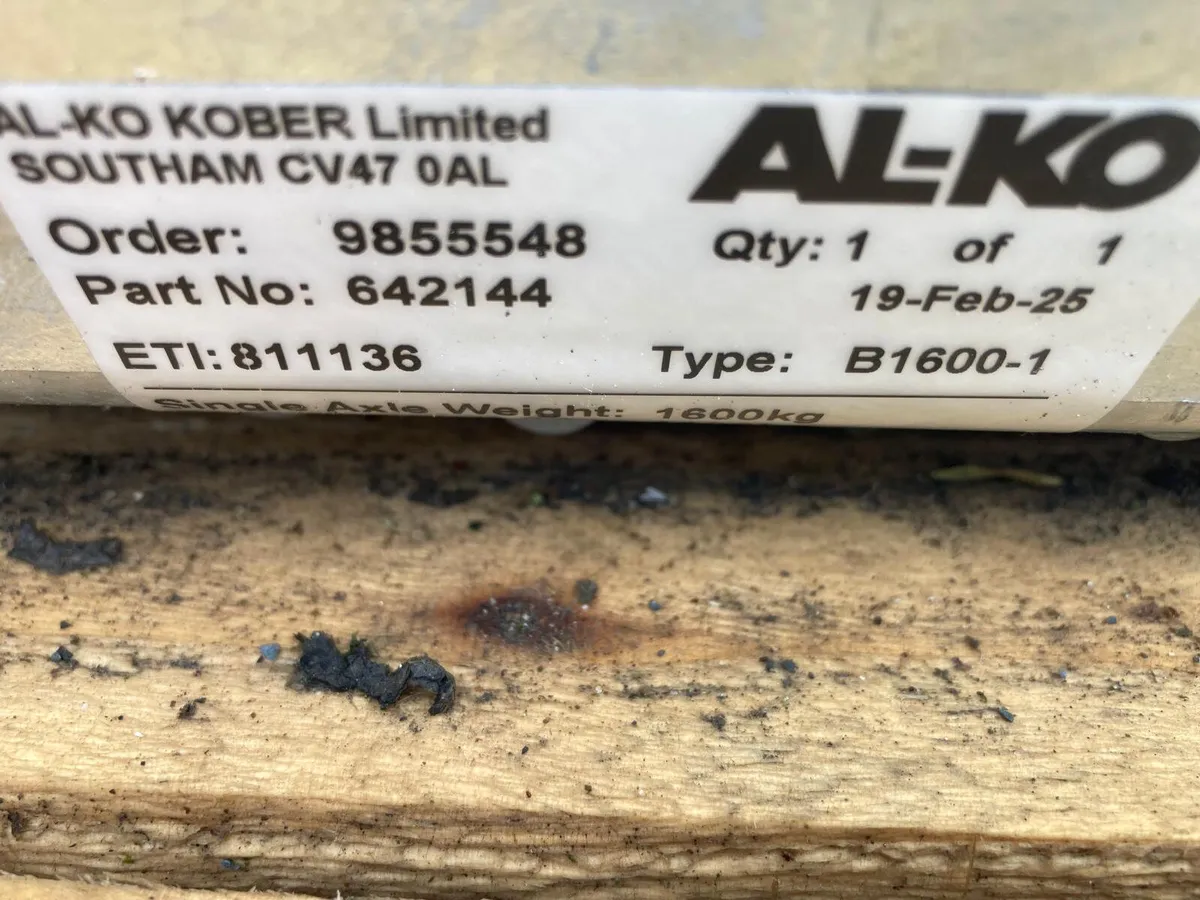 AL-KO KOBER Limited
SOUTHAM CV47 0AL
AL-KO
Order: 9855548
Qty: 1 of 1
Part No: 642144
19-Feb-25
ETI: 811136
Type: B1600-1
Single Axle Weight: 1600kg